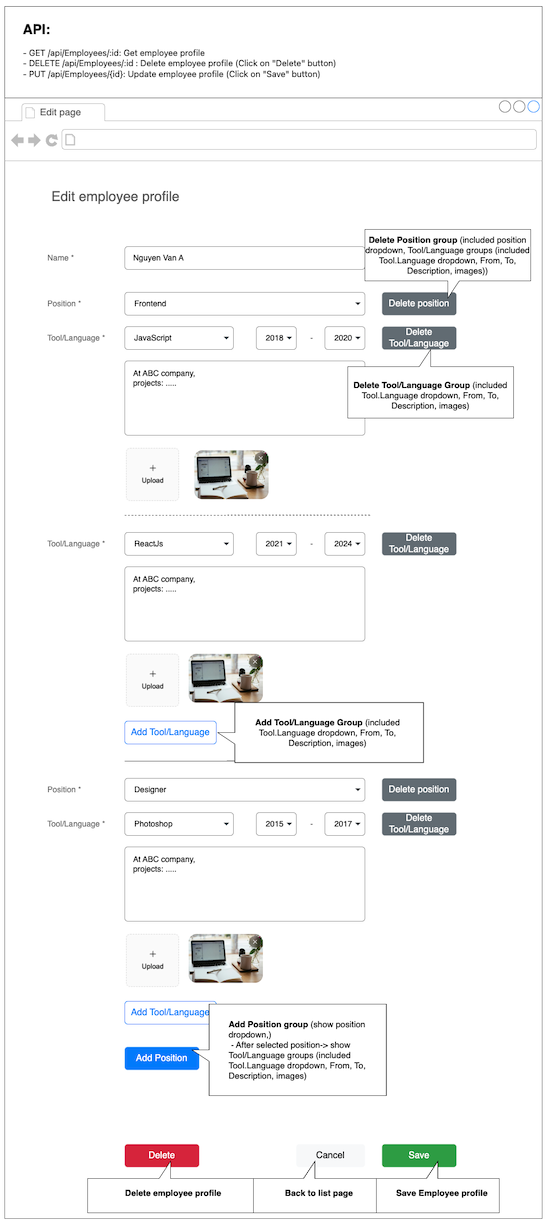 API:
- GET /api/Employees/:id: Get employee profile
- DELETE /api/Employees/:id : Delete employee profile (Click on "Delete" button)
- PUT /api/Employees/{id}: Update employee profile (Click on "Save" button)
Edit page
Edit employee profile
Delete Position group (included position
dropdown, Tool/Language groups (included
Tool.Language dropdown, From, To,
Description, images))
Name *
Nguyen Van A
Position *
Frontend
Delete position
Tool/Language *
JavaScript
2018
-
2020
Delete
Tool/Language
At ABC company,
projects: .....
Delete Tool/Language Group (included
Tool.Language dropdown, From, To,
Description, images)
+
Upload
×
Tool/Language *
ReactJs
2021
-
2024
Delete
Tool/Language
At ABC company,
projects: .....
+
Upload
×
Add Tool/Language
Add Tool/Language Group (included
Tool.Language dropdown, From, To,
Description, images)
Position *
Designer
Delete position
Tool/Language *
Photoshop
2015
-
2017
Delete
Tool/Language
At ABC company,
projects: .....
+
Upload
×
Add Tool/Language
Add Position group (show position
dropdown,)
- After selected position-> show
Tool/Language groups (included
Tool.Language dropdown, From, To,
Description, images)
Add Position
Delete
Cancel
Save
Delete employee profile
Back to list page
Save Employee profile